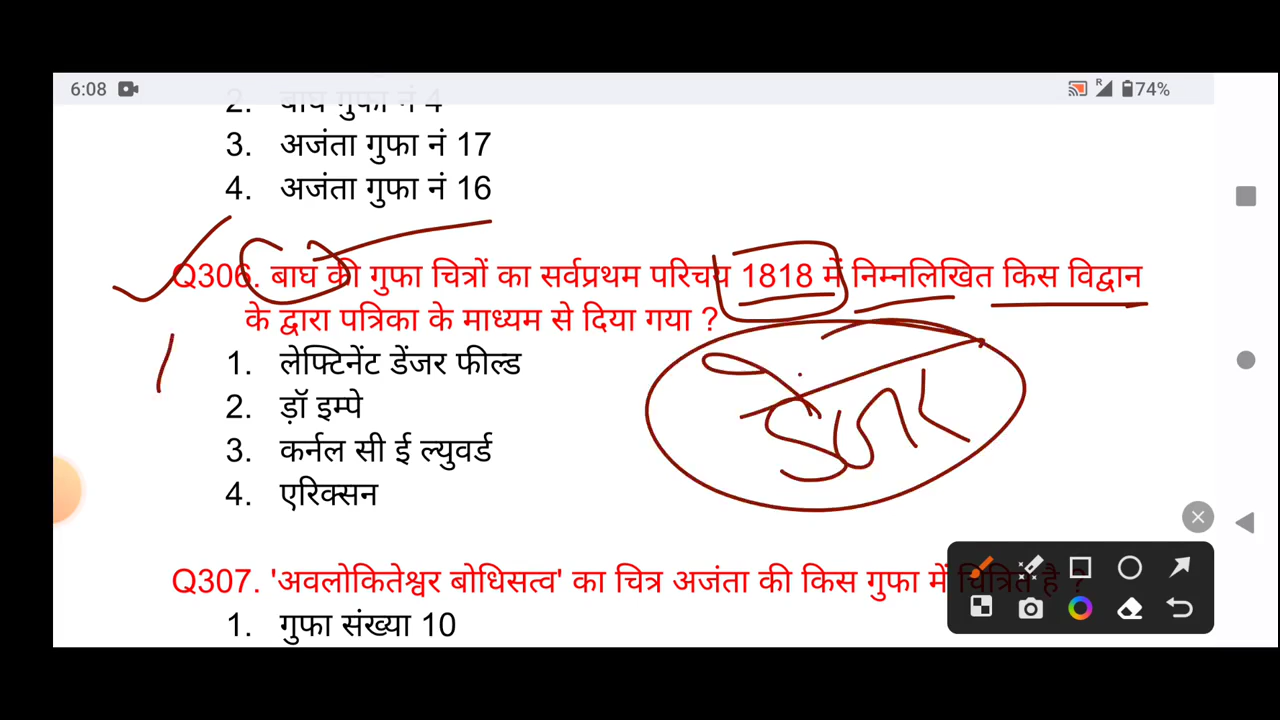 6:08
R
74%
2. बाघ गुफा नं 4
3. अजंता गुफा नं 17
4. अजंता गुफा नं 16
Q306. बाघ की गुफा चित्रों का सर्वप्रथम परिचय 1818 में निम्नलिखित किस विद्वान
के द्वारा पत्रिका के माध्यम से दिया गया ?
1. लेफ्टिनेंट डेंजर फील्ड
2. ड़ॉ इम्पे
3. कर्नल सी ई ल्युवर्ड
4. एरिक्सन
Q307. 'अवलोकितेश्वर बोधिसत्व' का चित्र अजंता की किस गुफा में चित्रित है ?
1. गुफा संख्या 10